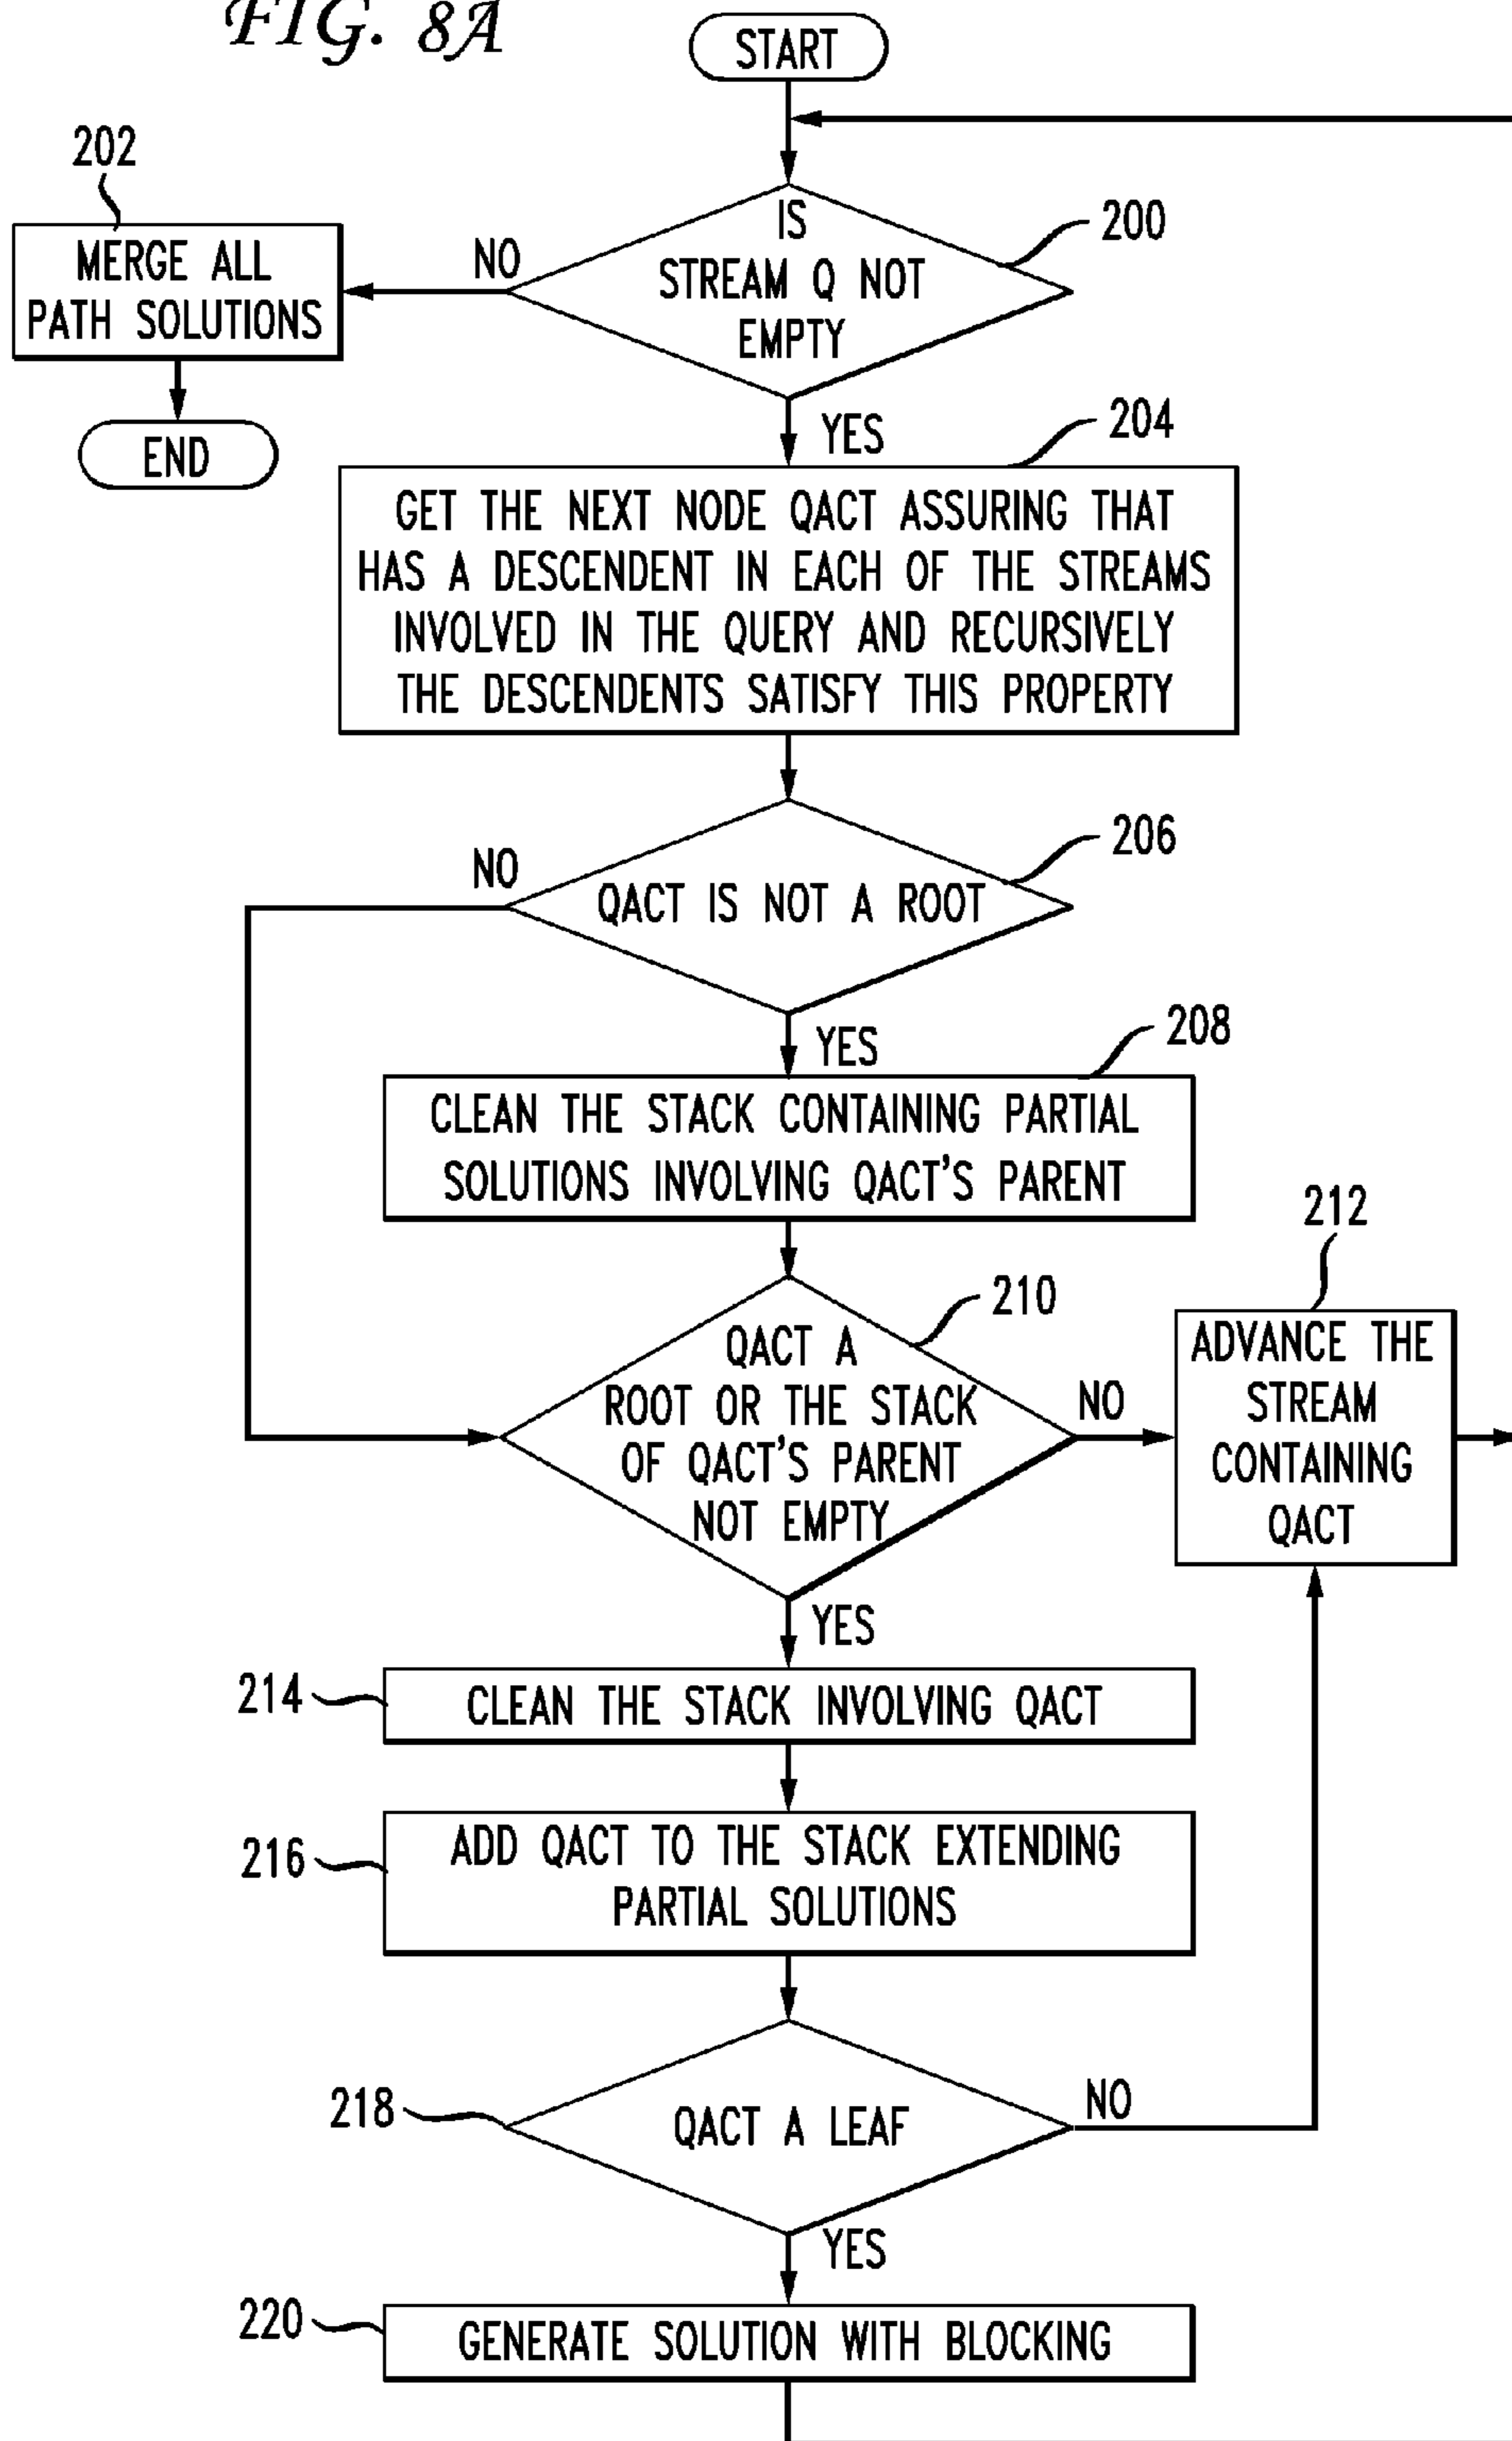 FIG. 8A
START
202
MERGE ALL
PATH SOLUTIONS
END
NO
IS
STREAM Q NOT
EMPTY
200
YES
204
GET THE NEXT NODE QACT ASSURING THAT
HAS A DESCENDENT IN EACH OF THE STREAMS
INVOLVED IN THE QUERY AND RECURSIVELY
THE DESCENDENTS SATISFY THIS PROPERTY
206
NO
QACT IS NOT A ROOT
YES
208
CLEAN THE STACK CONTAINING PARTIAL
SOLUTIONS INVOLVING QACT'S PARENT
210
QACT A
ROOT OR THE STACK
OF QACT'S PARENT
NOT EMPTY
NO
212
ADVANCE THE
STREAM
CONTAINING
QACT
YES
214
CLEAN THE STACK INVOLVING QACT
216
ADD QACT TO THE STACK EXTENDING
PARTIAL SOLUTIONS
218
QACT A LEAF
NO
YES
220
GENERATE SOLUTION WITH BLOCKING